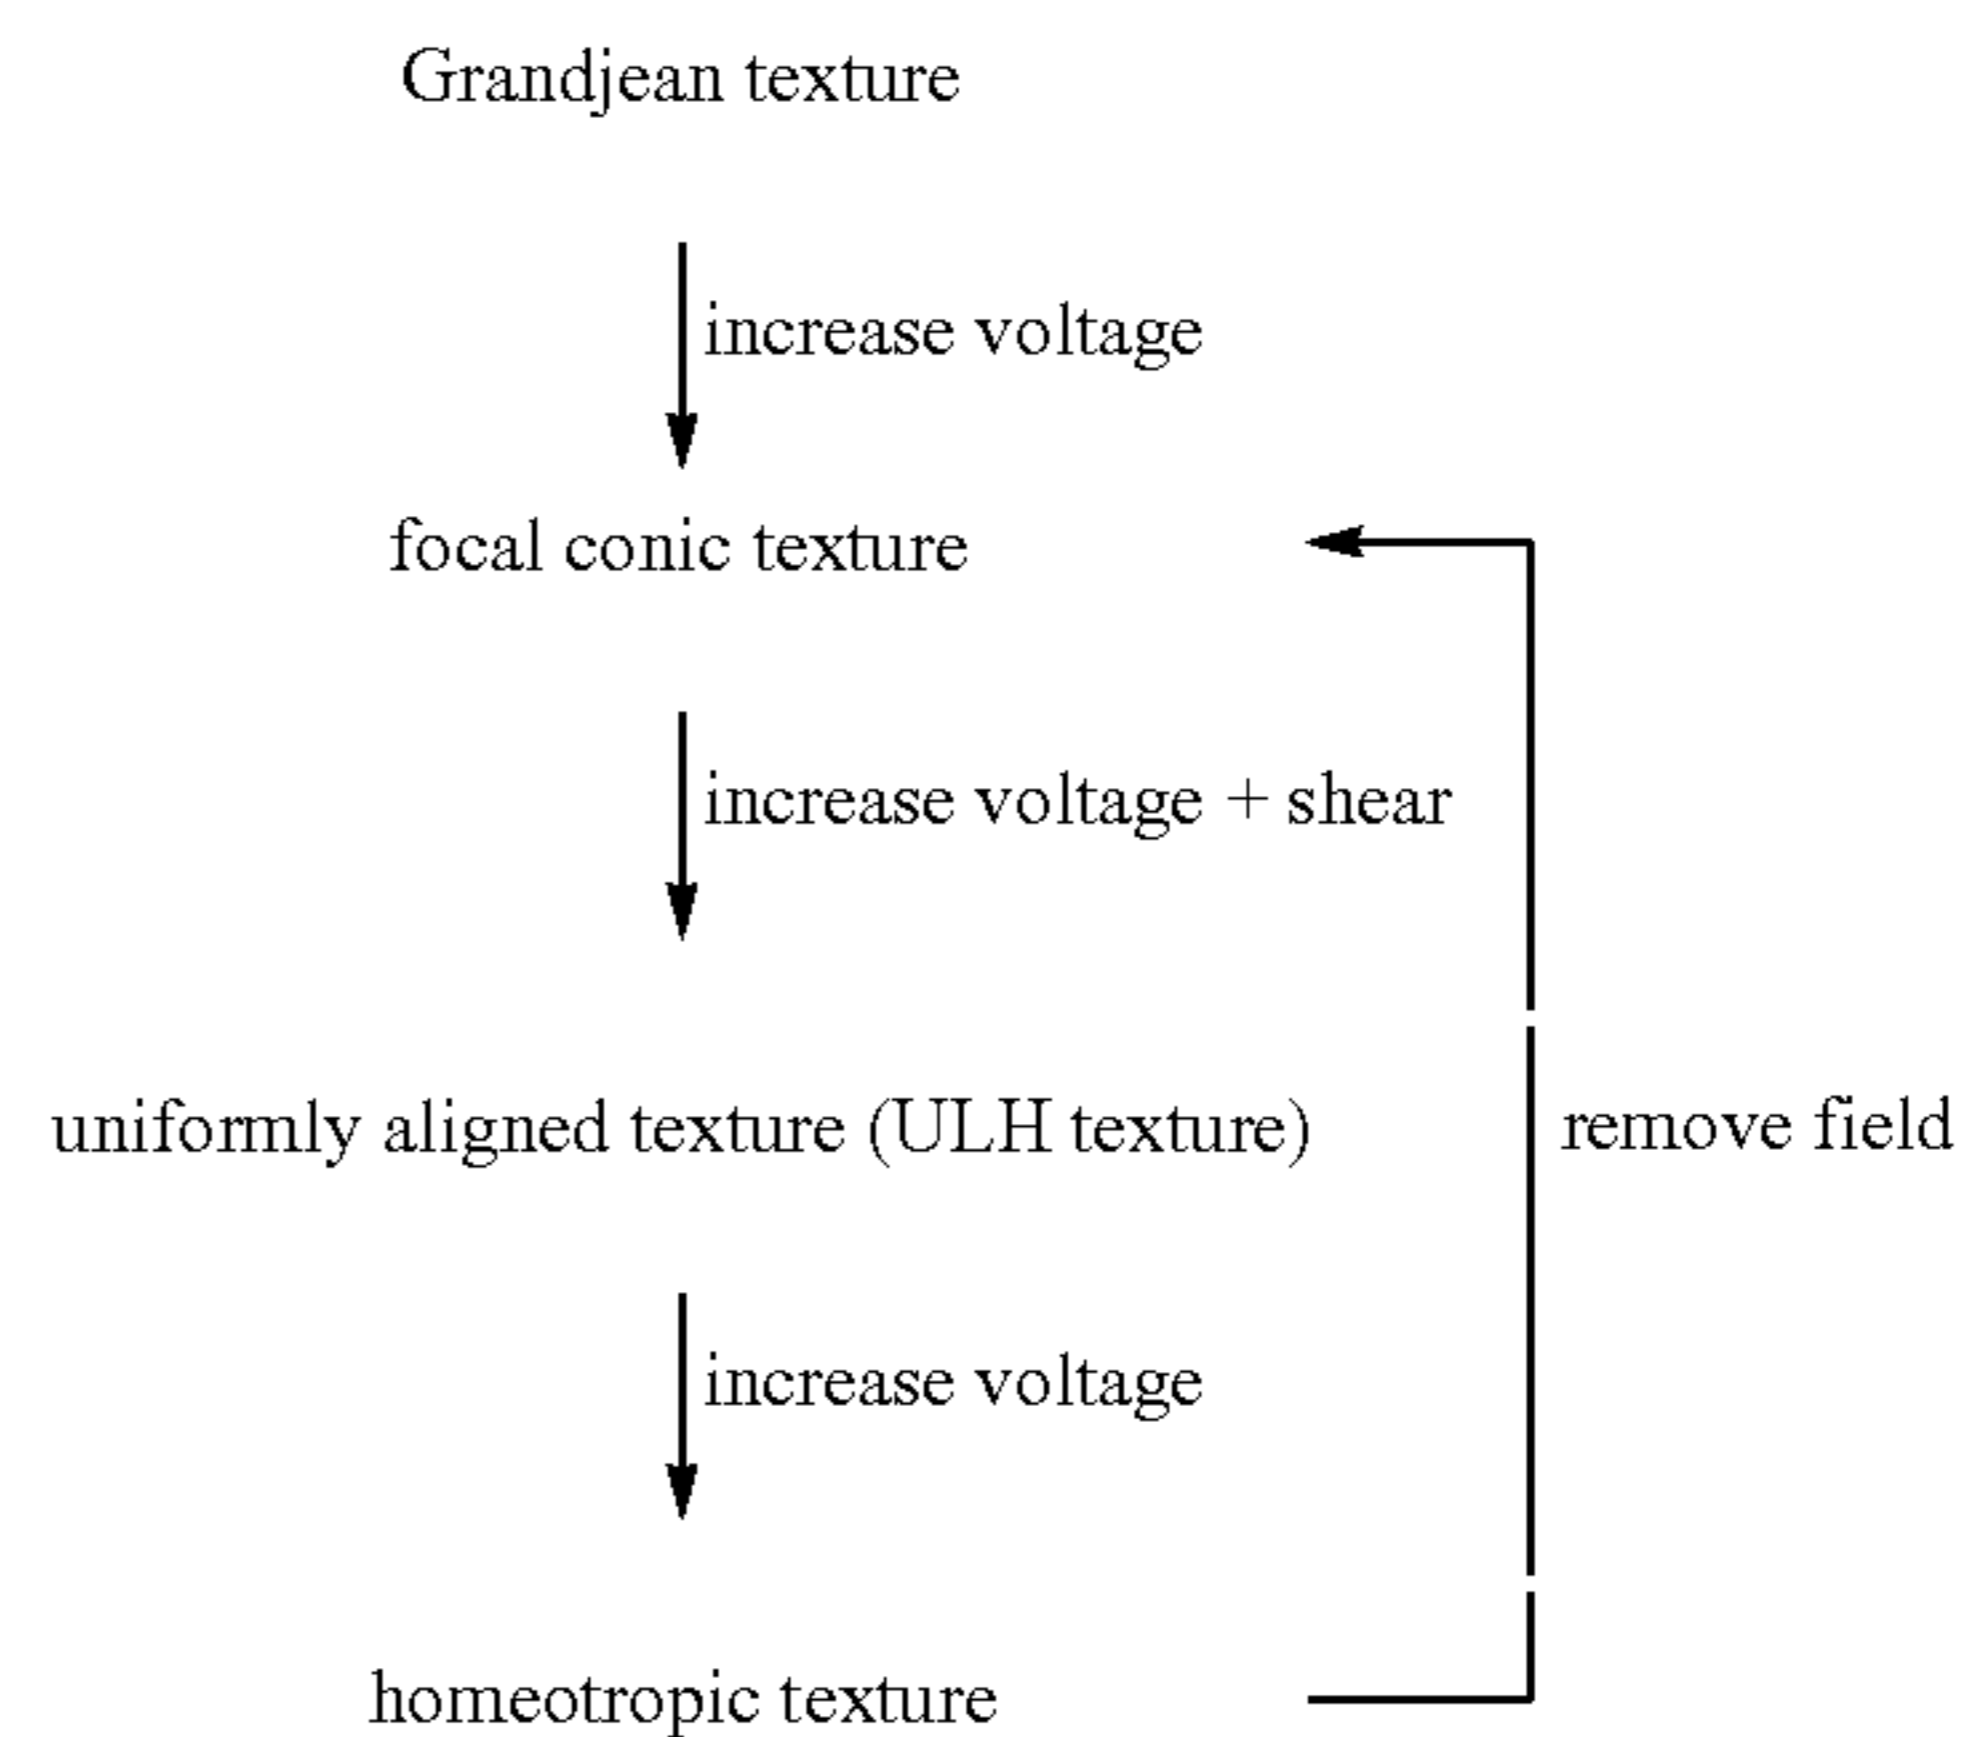 Grandjean texture
increase voltage
focal conic texture
increase voltage + shear
uniformly aligned texture (ULH texture)
remove field
increase voltage
homeotropic texture